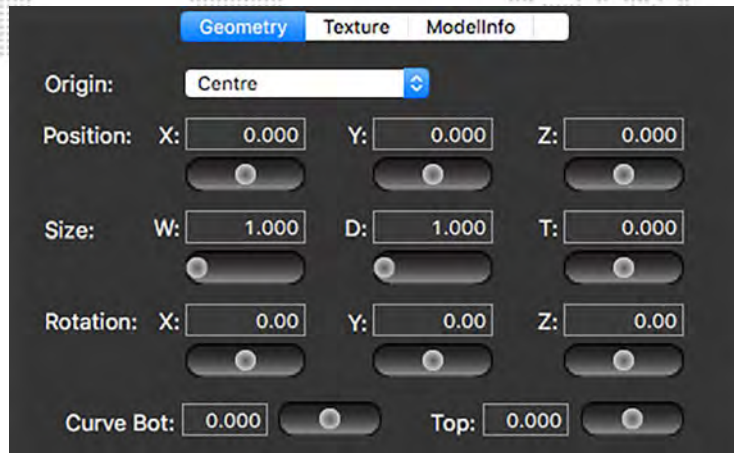 Geometry Texture ModelInfo
Origin: Centre
Position: X: 0.000 Y: 0.000 Z: 0.000
Size: W: 1.000 D: 1.000 T: 0.000
Rotation: X: 0.00 Y: 0.00 Z: 0.00
Curve Bot: 0.000 Top: 0.000